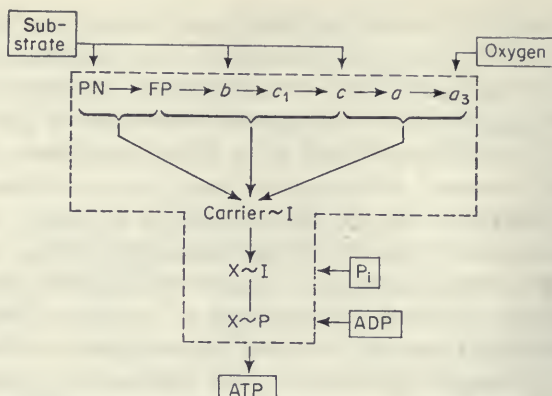 Sub-
strate
Oxygen
PN → FP → b → c₁ → c → a → a₃
Carrier~I
X~I
Pᵢ
X~P
ADP
ATP